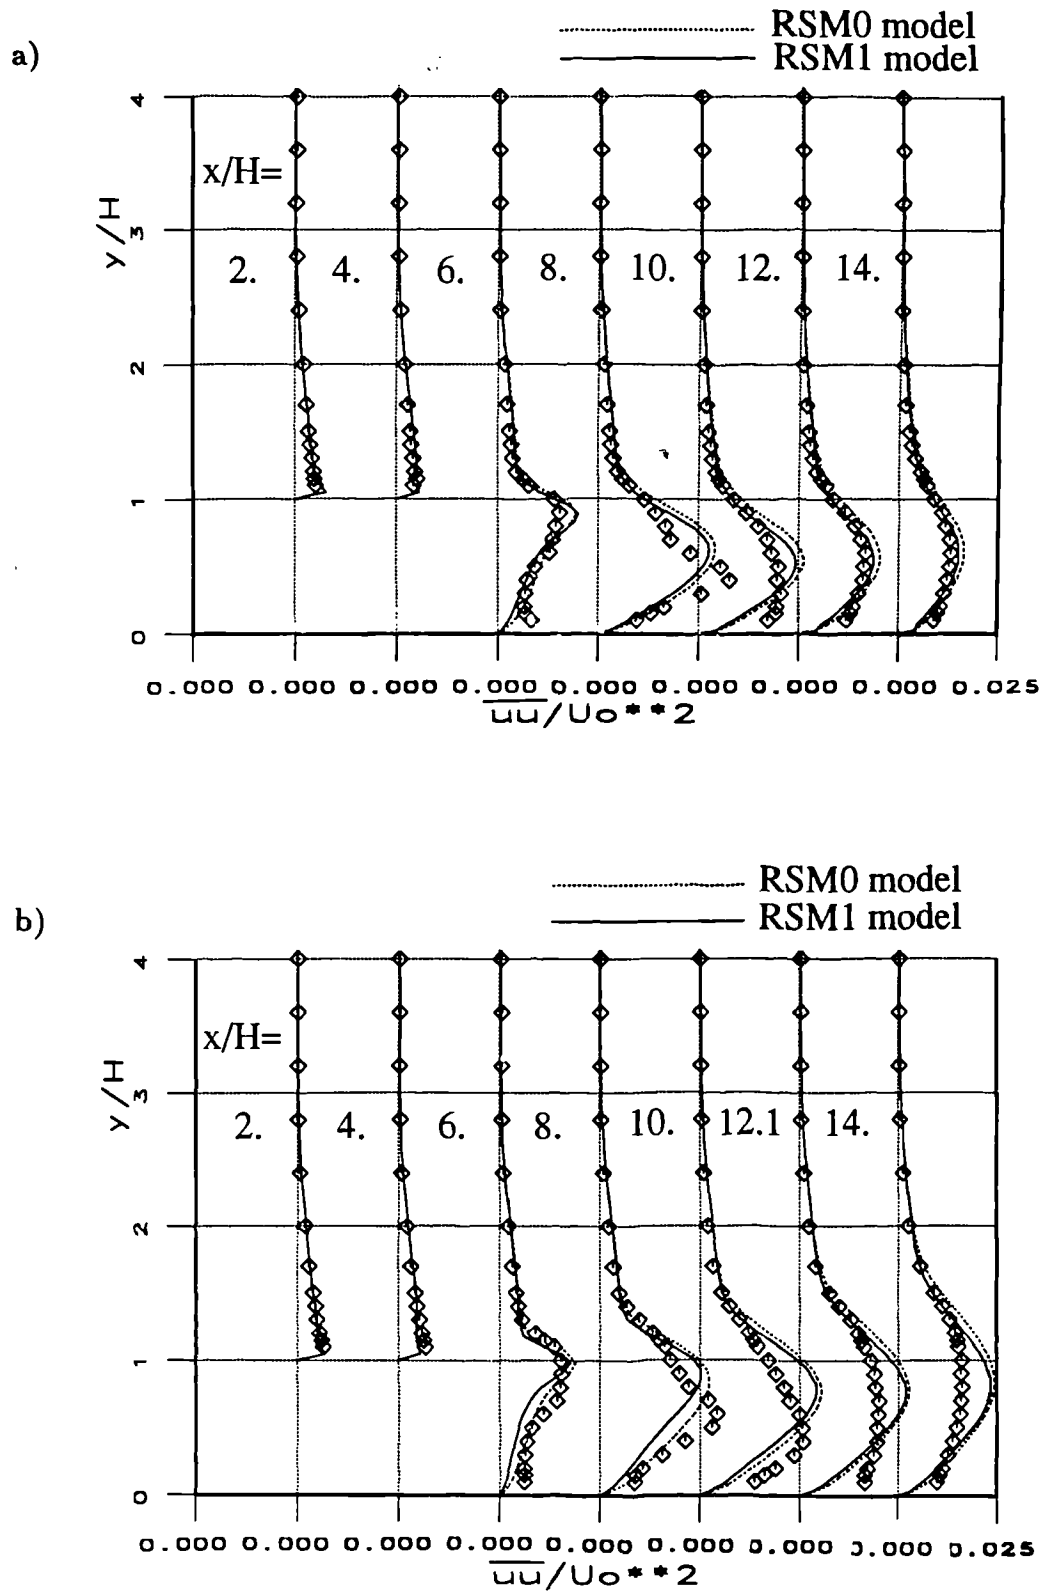 a)
RSM0 model
RSM1 model
x/H=
2. 4. 6. 8. 10. 12. 14.
y/H
4
3
2
1
0
0.000 0.000 0.000 0.000 0.000 0.000 0.000 0.025
uu/Uo**2
b)
RSM0 model
RSM1 model
x/H=
2. 4. 6. 8. 10. 12.1 14.
y/H
4
3
2
1
0
0.000 0.000 0.000 0.000 0.000 0.000 0.000 0.000 0.025
uu/Uo**2